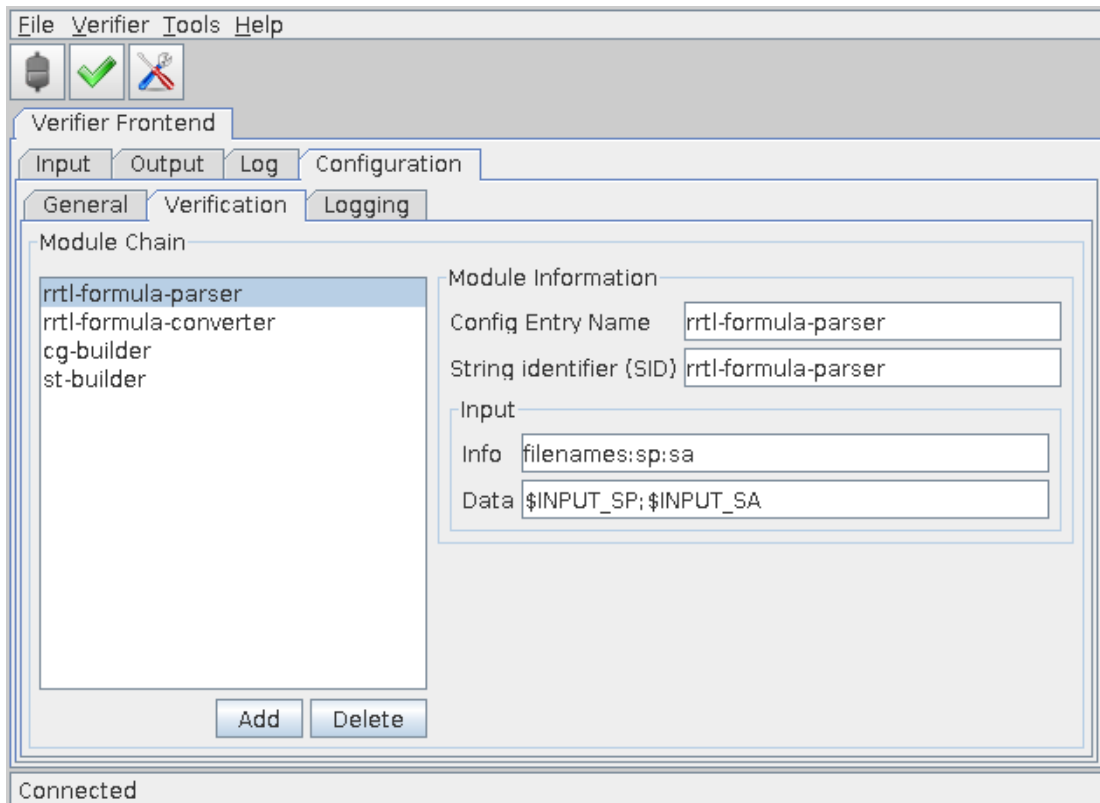 File Verifier Tools Help
Verifier Frontend
Input Output Log Configuration
General Verification Logging
Module Chain
rrtl-formula-parser
rrtl-formula-converter
cg-builder
st-builder
Module Information
Config Entry Name rrtl-formula-parser
String identifier (SID) rrtl-formula-parser
Input
Info filenames:sp:sa
Data $INPUT_SP;$INPUT_SA
Add Delete
Connected